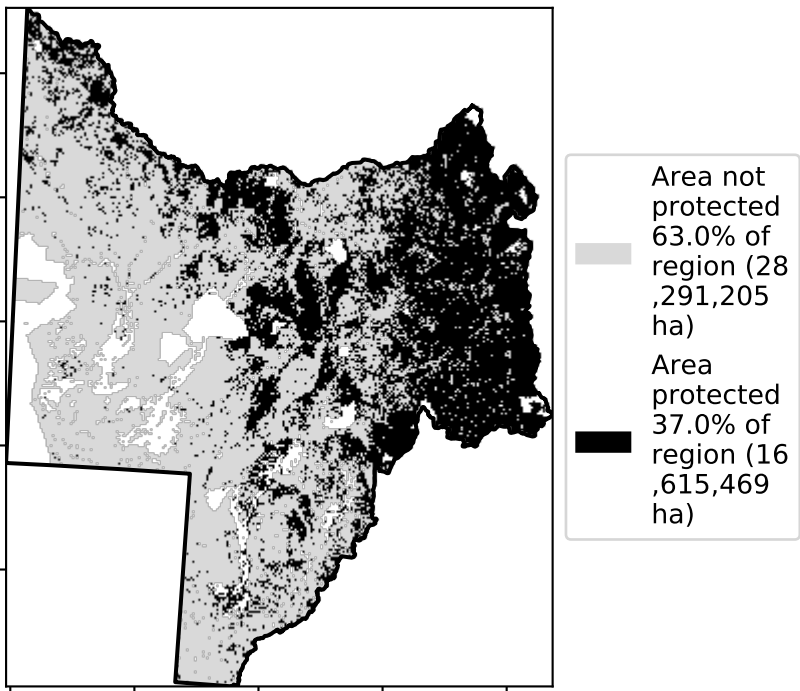 Area not
protected
63.0% of
region (28
,291,205
ha)
Area
protected
37.0% of
region (16
,615,469
ha)